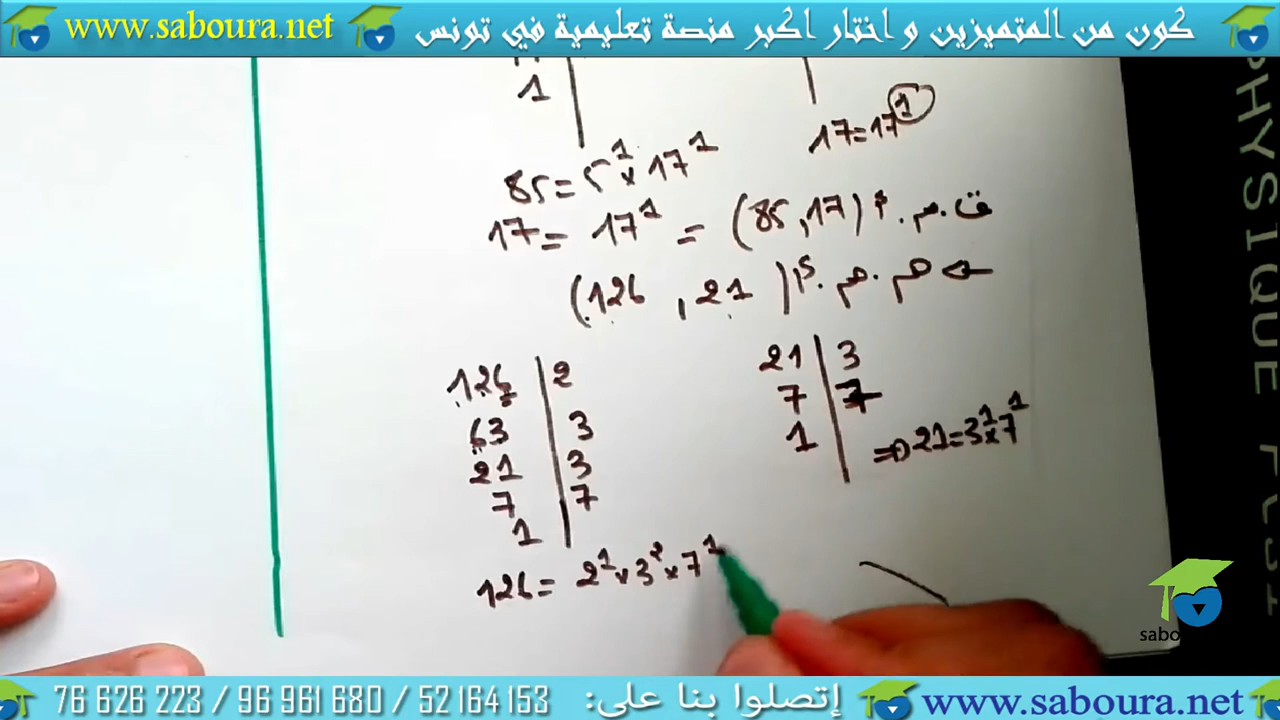 www.saboura.net كون من المتميزين و اختار اكبر منصة تعليمية في تونس
1
17=17^1
85=5^1×17^1
17=17^1=(85,17) ق.م.أ
م.م.أ (126,21)
126 | 2
63 | 3
21 | 3
7 | 7
1 |
126=2^1×3^2×7^1
21 | 3
7 | 7
1 |
⇒21=3^1×7^1
PHYSIQUE
76 626 223 / 96 961 680 / 52 164 153 إتصلوا بنا على: www.saboura.net